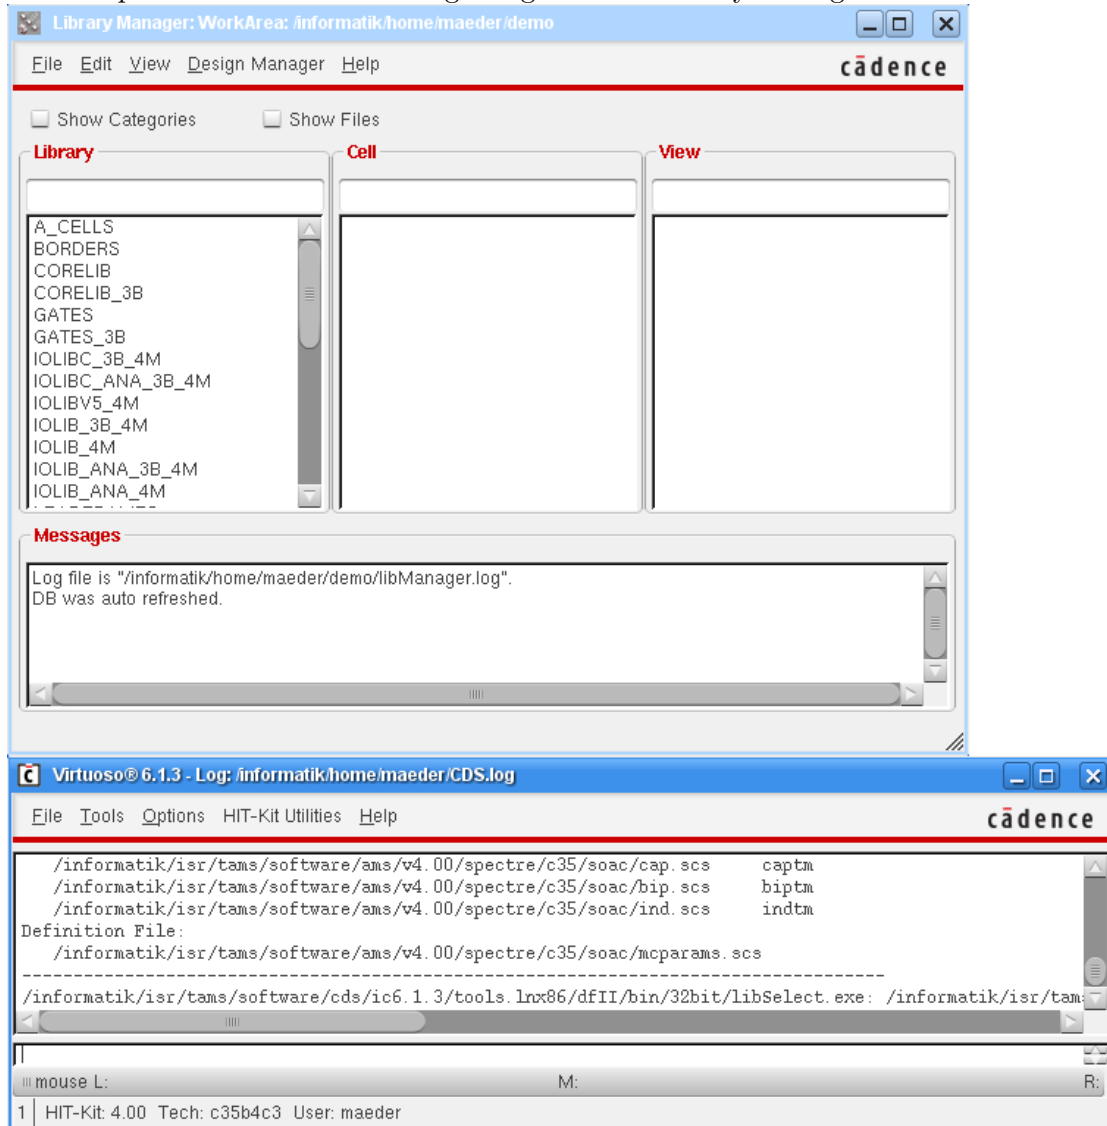 Library Manager: WorkArea: /informatik/home/maeder/demo
File Edit View Design Manager Help
cādence
Show Categories Show Files
Library Cell View
A_CELLS
BORDERS
CORELIB
CORELIB_3B
GATES
GATES_3B
IOLIBC_3B_4M
IOLIBC_ANA_3B_4M
IOLIBV5_4M
IOLIB_3B_4M
IOLIB_4M
IOLIB_ANA_3B_4M
IOLIB_ANA_4M
Messages
Log file is "/informatik/home/maeder/demo/libManager.log".
DB was auto refreshed.
Virtuoso® 6.1.3 - Log: /informatik/home/maeder/CDS.log
File Tools Options HIT-Kit Utilities Help
cādence
/informatik/isr/tams/software/ams/v4.00/spectre/c35/soac/cap.scs captm
/informatik/isr/tams/software/ams/v4.00/spectre/c35/soac/bip.scs biptm
/informatik/isr/tams/software/ams/v4.00/spectre/c35/soac/ind.scs indtm
Definition File:
/informatik/isr/tams/software/ams/v4.00/spectre/c35/soac/mcparams.scs
--------------------------------------------------------------------------------------
/informatik/isr/tams/software/cds/ic6.1.3/tools.lnx86/dfII/bin/32bit/libSelect.exe: /informatik/isr/tam
mouse L: M: R:
1 HIT-Kit: 4.00 Tech: c35b4c3 User: maeder